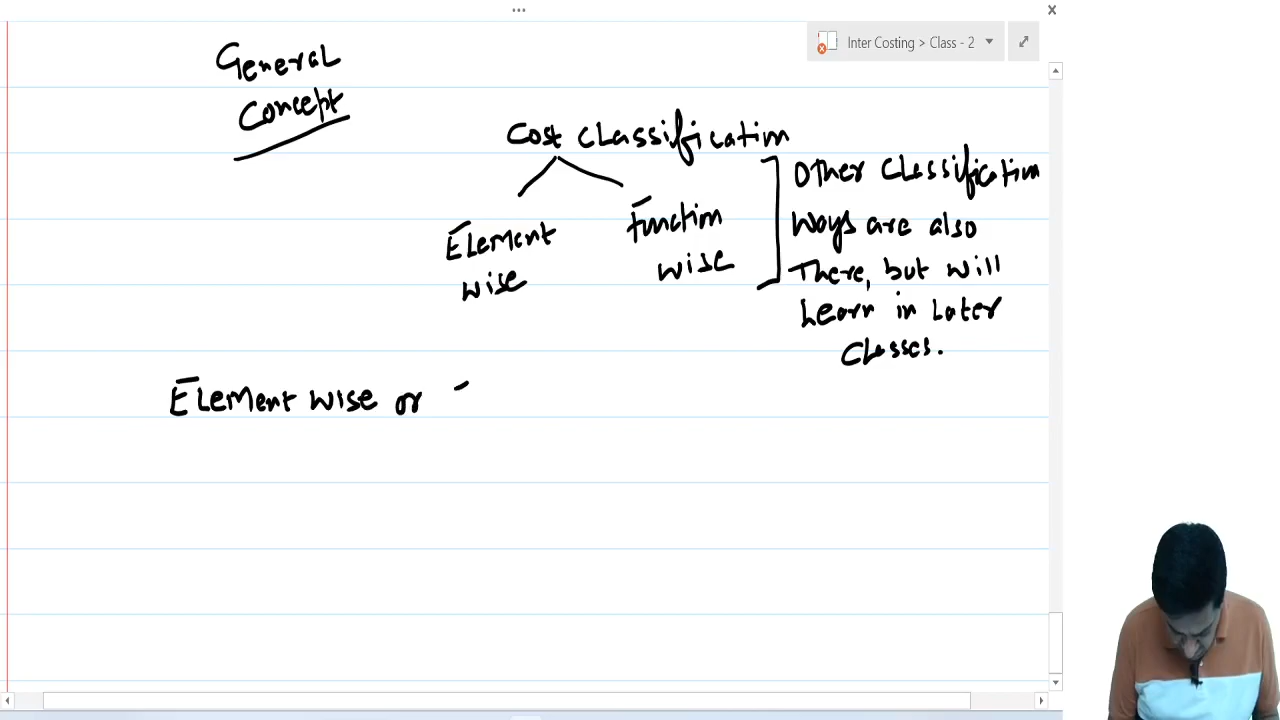 Inter Costing > Class - 2
General
Concept
Cost Classification
Element
wise
Function
wise
Other Classification
Ways are also
There, but will
Learn in Later
Classes.
Element wise or